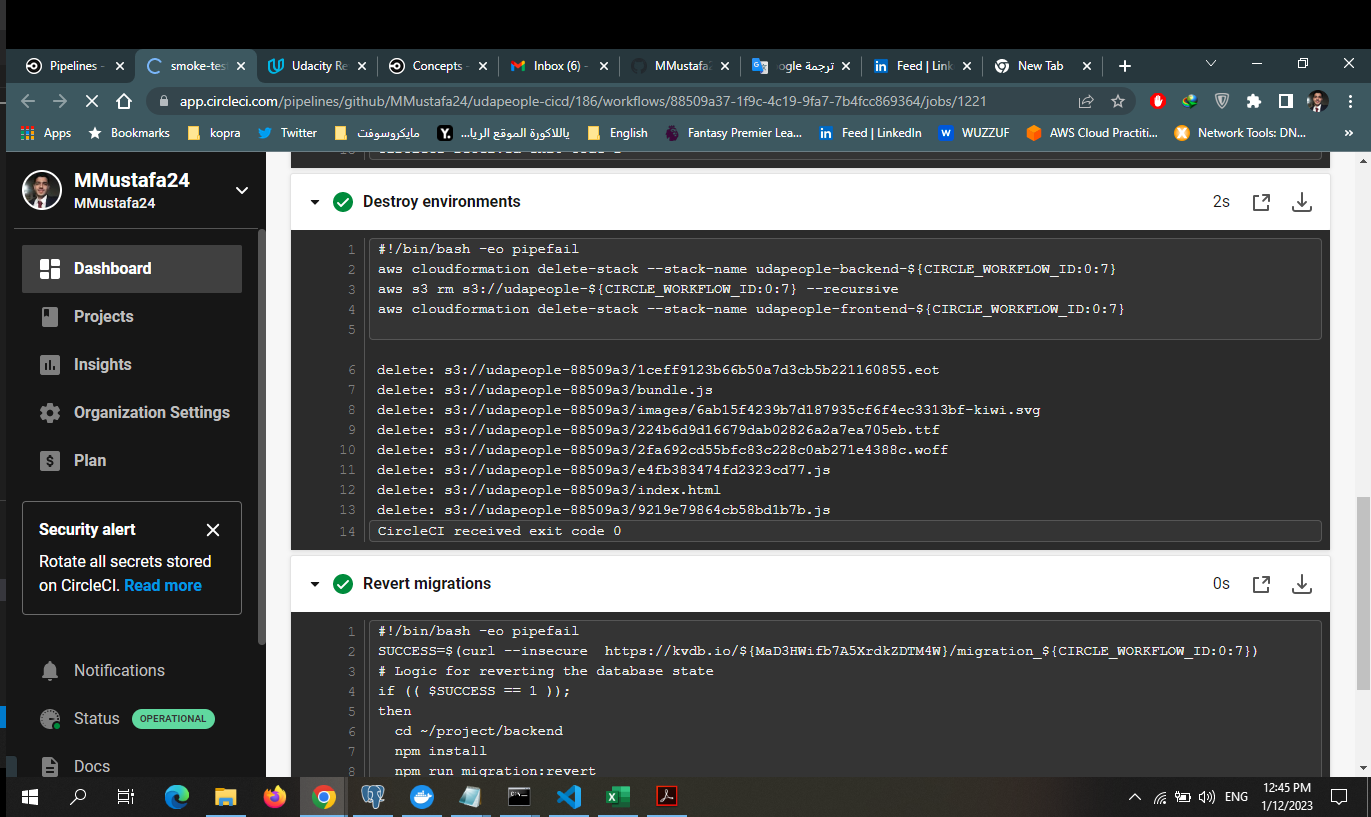 Pipelines -
smoke-tes
Udacity Re
Concepts -
Inbox (6) -
MMustafa
ogle ترجمة
Feed | Link
New Tab
app.circleci.com/pipelines/github/MMustafa24/udapeople-cicd/186/workflows/88509a37-1f9c-4c19-9fa7-7b4fcc869364/jobs/1221
Apps
Bookmarks
kopra
Twitter
مايكروسوفت
ياللاكورة الموقع الريا...
English
Fantasy Premier Lea...
Feed | LinkedIn
WUZZUF
AWS Cloud Practiti...
Network Tools: DN...
»
MMustafa24
MMustafa24
Dashboard
Projects
Insights
Organization Settings
Plan
Security alert
Rotate all secrets stored
on CircleCI. Read more
Notifications
Status OPERATIONAL
Docs
Destroy environments 2s
1 #!/bin/bash -eo pipefail
2 aws cloudformation delete-stack --stack-name udapeople-backend-${CIRCLE_WORKFLOW_ID:0:7}
3 aws s3 rm s3://udapeople-${CIRCLE_WORKFLOW_ID:0:7} --recursive
4 aws cloudformation delete-stack --stack-name udapeople-frontend-${CIRCLE_WORKFLOW_ID:0:7}
5
6 delete: s3://udapeople-88509a3/1ceff9123b66b50a7d3cb5b221160855.eot
7 delete: s3://udapeople-88509a3/bundle.js
8 delete: s3://udapeople-88509a3/images/6ab15f4239b7d187935cf6f4ec3313bf-kiwi.svg
9 delete: s3://udapeople-88509a3/224b6d9d16679dab02826a2a7ea705eb.ttf
10 delete: s3://udapeople-88509a3/2fa692cd55bfc83c228c0ab271e4388c.woff
11 delete: s3://udapeople-88509a3/e4fb383474fd2323cd77.js
12 delete: s3://udapeople-88509a3/index.html
13 delete: s3://udapeople-88509a3/9219e79864cb58bd1b7b.js
14 CircleCI received exit code 0
Revert migrations 0s
1 #!/bin/bash -eo pipefail
2 SUCCESS=$(curl --insecure  https://kvdb.io/${MaD3HWifb7A5XrdkZDTM4W}/migration_${CIRCLE_WORKFLOW_ID:0:7})
3 # Logic for reverting the database state
4 if (( $SUCCESS == 1 ));
5 then
6 cd ~/project/backend
7 npm install
8 npm run migration:revert
ENG
12:45 PM
1/12/2023